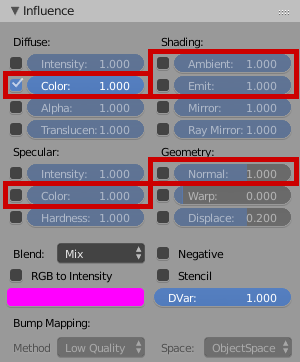 Influence
Diffuse: Shading:
Intensity: 1.000 Ambient: 1.000
Color: 1.000 Emit: 1.000
Alpha: 1.000 Mirror: 1.000
Translucen: 1.000 Ray Mirror: 1.000
Specular: Geometry:
Intensity: 1.000 Normal: 1.000
Color: 1.000 Warp: 0.000
Hardness: 1.000 Displace: 0.200
Blend: Mix Negative
RGB to Intensity Stencil
DVar: 1.000
Bump Mapping:
Method Low Quality Space: ObjectSpace